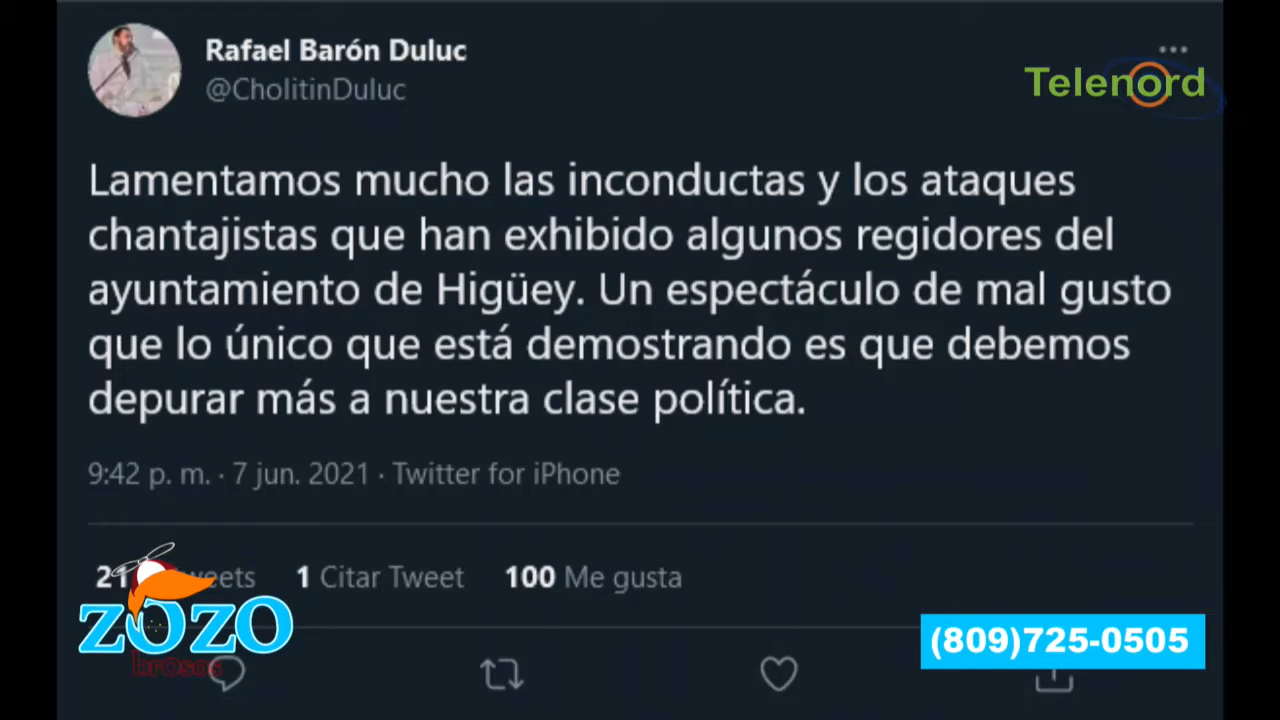 Rafael Barón Duluc
@CholitinDuluc
Telenord
Lamentamos mucho las inconductas y los ataques
chantajistas que han exhibido algunos regidores del
ayuntamiento de Higüey. Un espectáculo de mal gusto
que lo único que está demostrando es que debemos
depurar más a nuestra clase política.
9:42 p. m. · 7 jun. 2021 · Twitter for iPhone
1 Citar Tweet 100 Me gusta
zozo
brosos
(809)725-0505